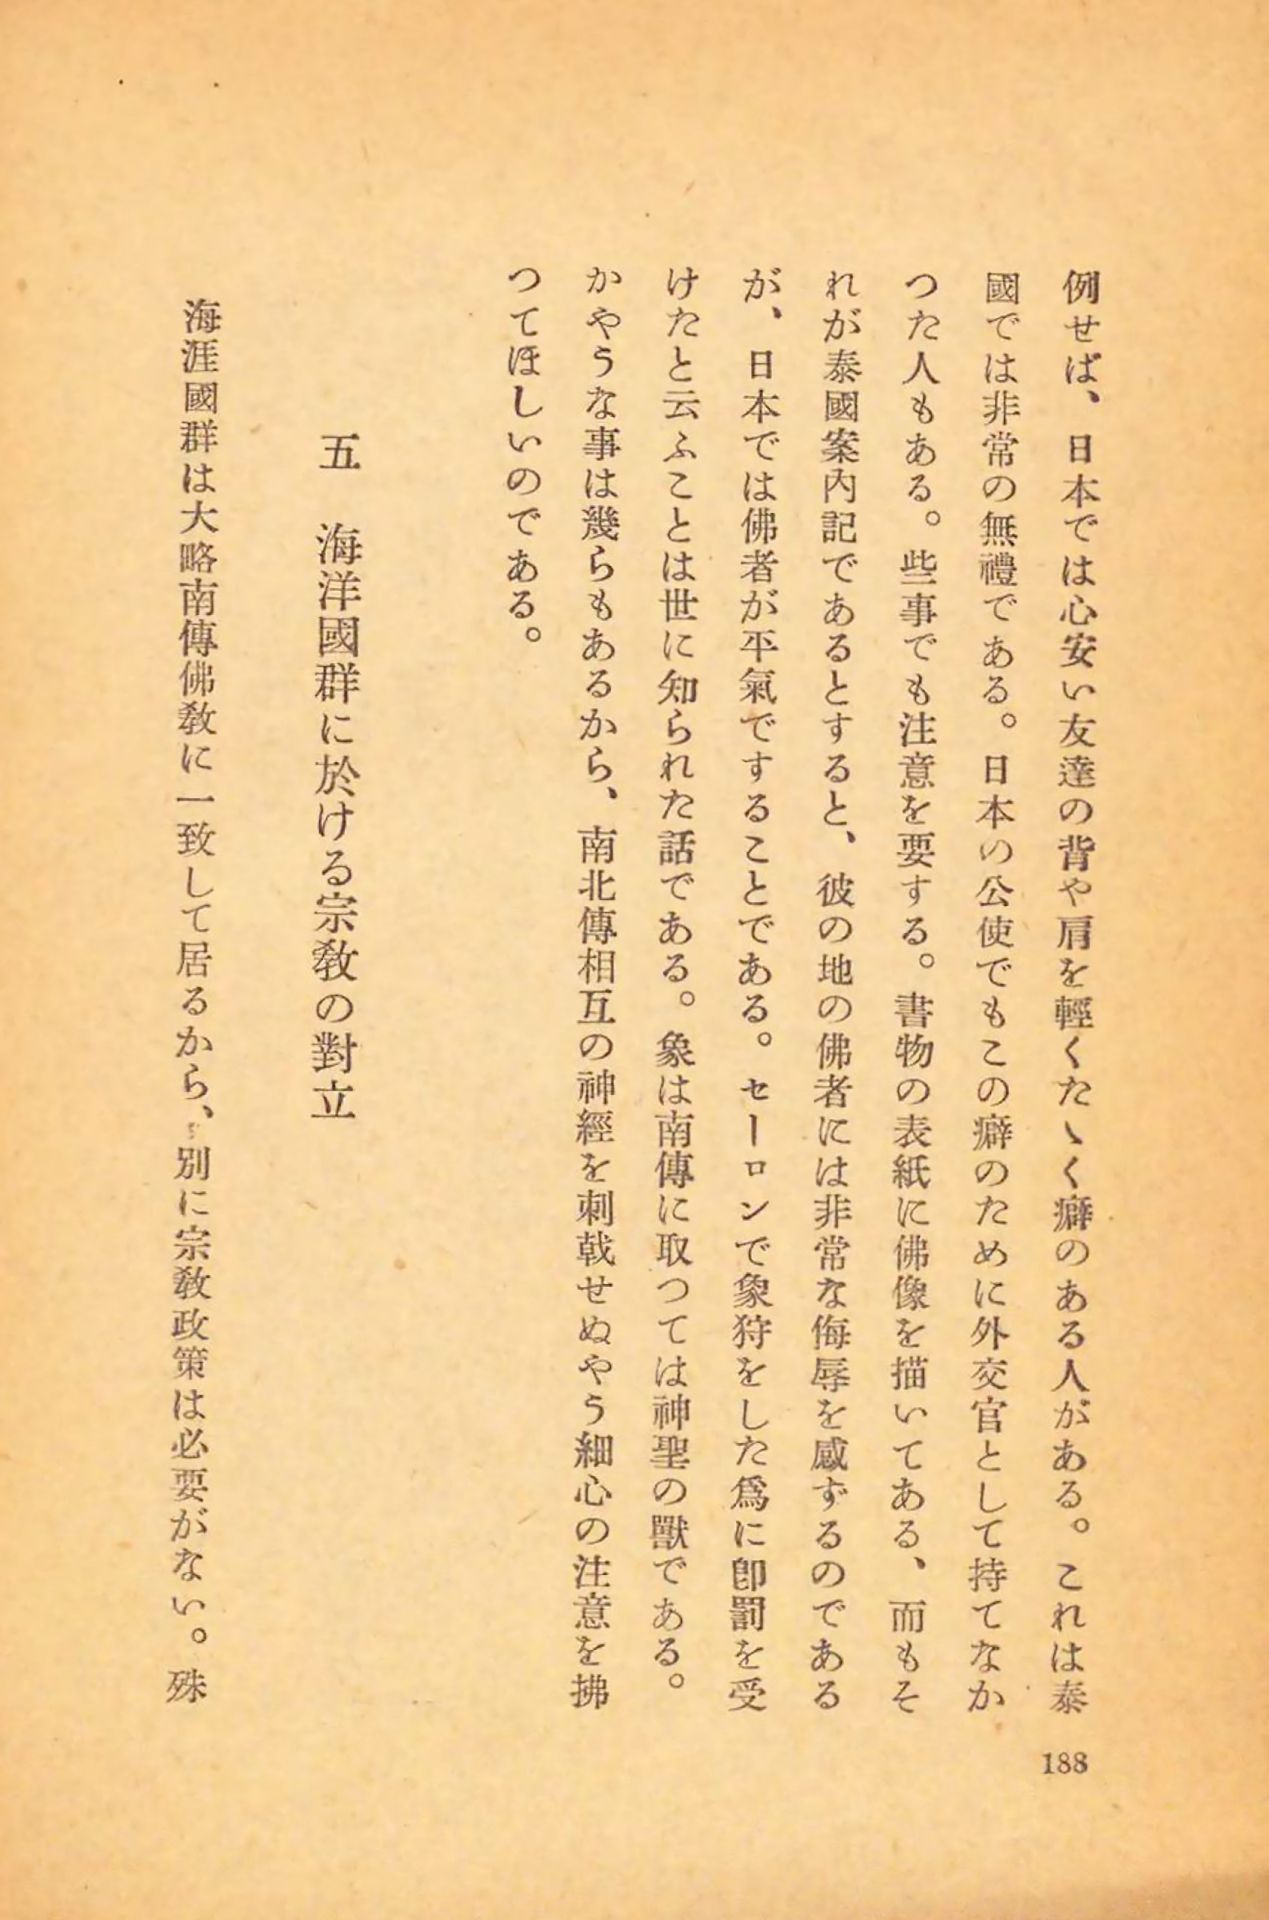 例せば、日本では心安い友達の背や肩を輕くたゝく癖のある人がある。これは泰
國では非常の無禮である。日本の公使でもこの癖のために外交官として持てなか
つた人もある。些事でも注意を要する。書物の表紙に佛像を描いてある、而もそ
れが泰國案內記であるとすると、彼の地の佛者には非常な侮辱を感ずるのである
が、日本では佛者が平氣ですることである。セーロンで象狩をした爲に卽罰を受
けたと云ふことは世に知られた話である。象は南傳に取つては神聖の獸である。
かやうな事は幾らもあるから、南北傳相互の神經を刺戟せぬやう細心の注意を拂
つてほしいのである。
五　海洋國群に於ける宗敎の對立
海涯國群は大略南傳佛敎に一致して居るから、別に宗敎政策は必要がない。殊
188